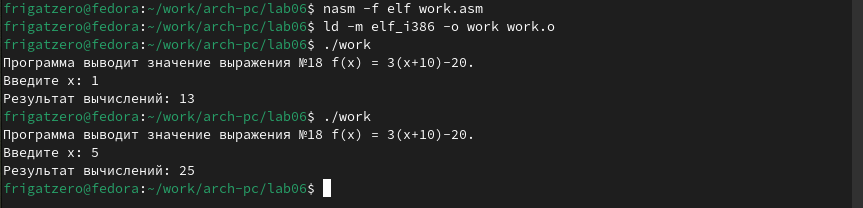 frigatzero@fedora:~/work/arch-pc/lab06$ nasm -f elf work.asm
frigatzero@fedora:~/work/arch-pc/lab06$ ld -m elf_i386 -o work work.o
frigatzero@fedora:~/work/arch-pc/lab06$ ./work
Программа выводит значение выражения №18 f(x) = 3(x+10)-20.
Введите x: 1
Результат вычислений: 13
frigatzero@fedora:~/work/arch-pc/lab06$ ./work
Программа выводит значение выражения №18 f(x) = 3(x+10)-20.
Введите x: 5
Результат вычислений: 25
frigatzero@fedora:~/work/arch-pc/lab06$